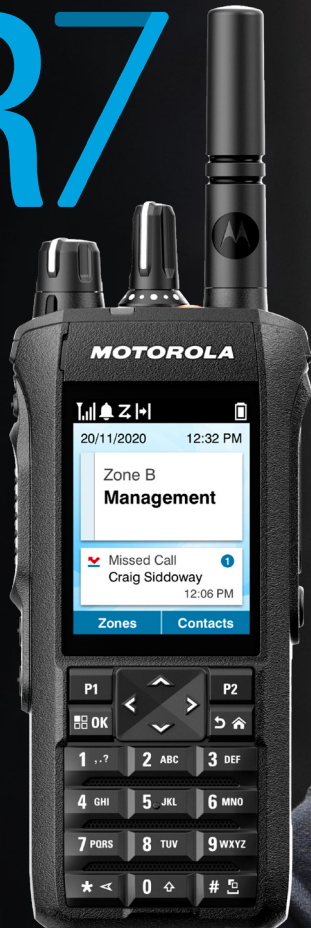 R7
MOTOROLA
20/11/2020 12:32 PM
Zone B
Management
Missed Call 1
Craig Siddoway
12:06 PM
Zones Contacts
P1 P2
OK
1 ,.? 2 ABC 3 DEF
4 GHI 5 JKL 6 MNO
7 PQRS 8 TUV 9 WXYZ
* 0 #